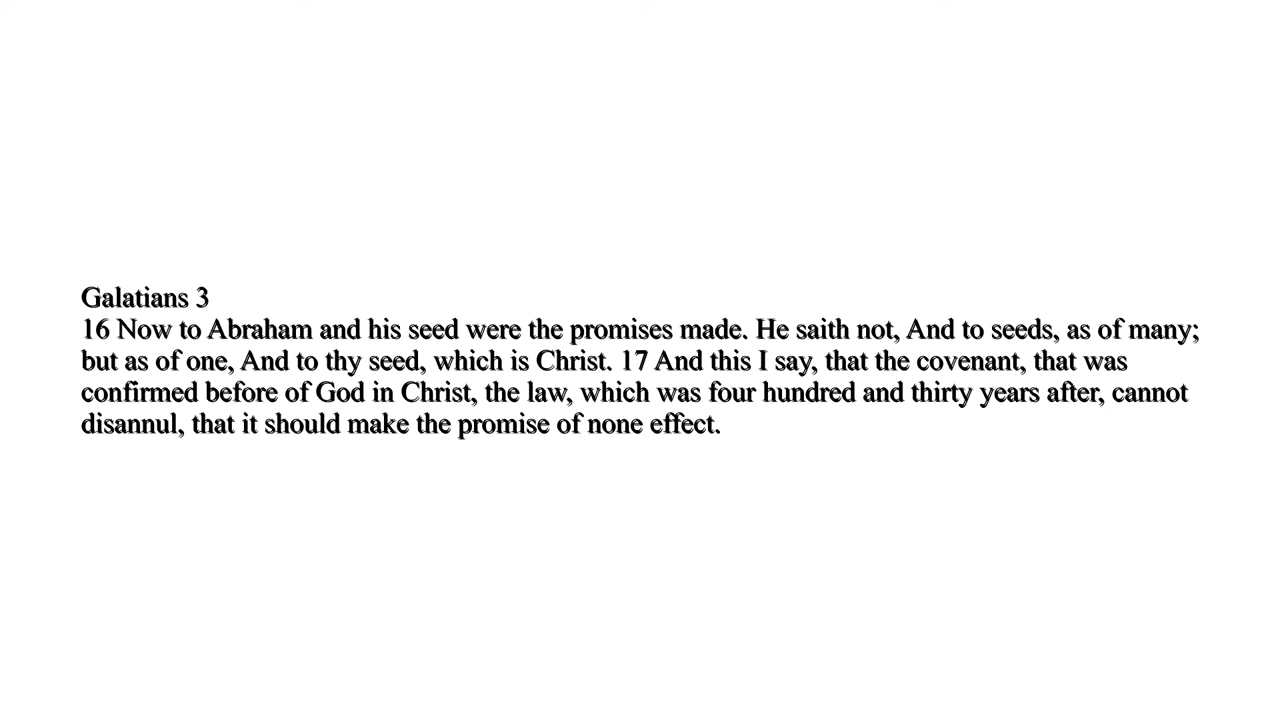 Galatians 3
16 Now to Abraham and his seed were the promises made. He saith not, And to seeds, as of many;
but as of one, And to thy seed, which is Christ. 17 And this I say, that the covenant, that was
confirmed before of God in Christ, the law, which was four hundred and thirty years after, cannot
disannul, that it should make the promise of none effect.